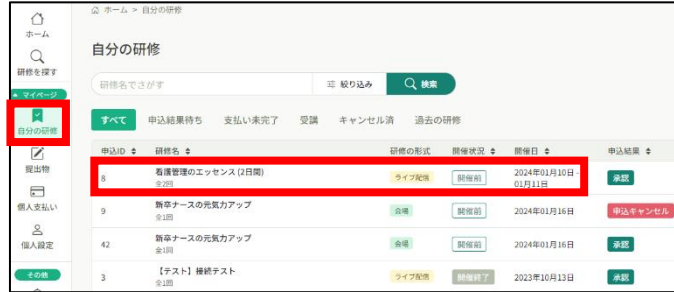 ホーム > 自分の研修
ホーム
研修を探す
マイページ
自分の研修
提出物
個人支払い
個人設定
その他
自分の研修
研修名でさがす
絞り込み
検索
すべて 申込結果待ち 支払い未完了 受講 キャンセル済 過去の研修
申込ID 研修名 研修の形式 開催状況 開催日 申込結果
8 看護管理のエッセンス (2日間) ライブ配信 開催前 2024年01月10日 - 承認
全2回 01月11日
9 新卒ナースの元気力アップ 会場 開催前 2024年01月16日 申込キャンセル
全1回
42 新卒ナースの元気力アップ 会場 開催前 2024年01月16日 承認
全1回
3 【テスト】接続テスト ライブ配信 開催終了 2023年10月13日 承認
全1回